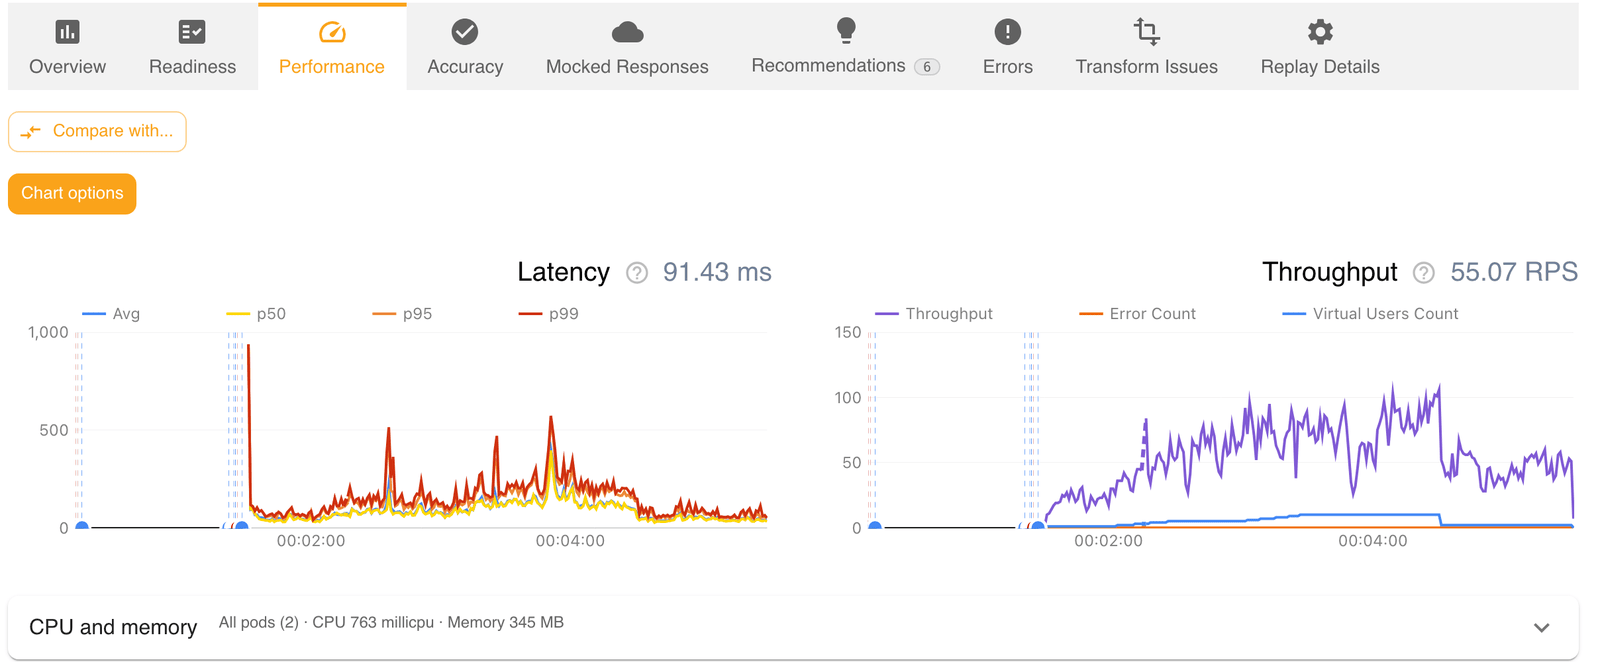 Overview
Readiness
Performance
Accuracy
Mocked Responses
Recommendations 6
Errors
Transform Issues
Replay Details
Compare with...
Chart options
Latency ? 91.43 ms
Avg p50 p95 p99
1,000
500
0
00:02:00 00:04:00
Throughput ? 55.07 RPS
Throughput Error Count Virtual Users Count
150
100
50
0
00:02:00 00:04:00
CPU and memory All pods (2) · CPU 763 millicpu · Memory 345 MB